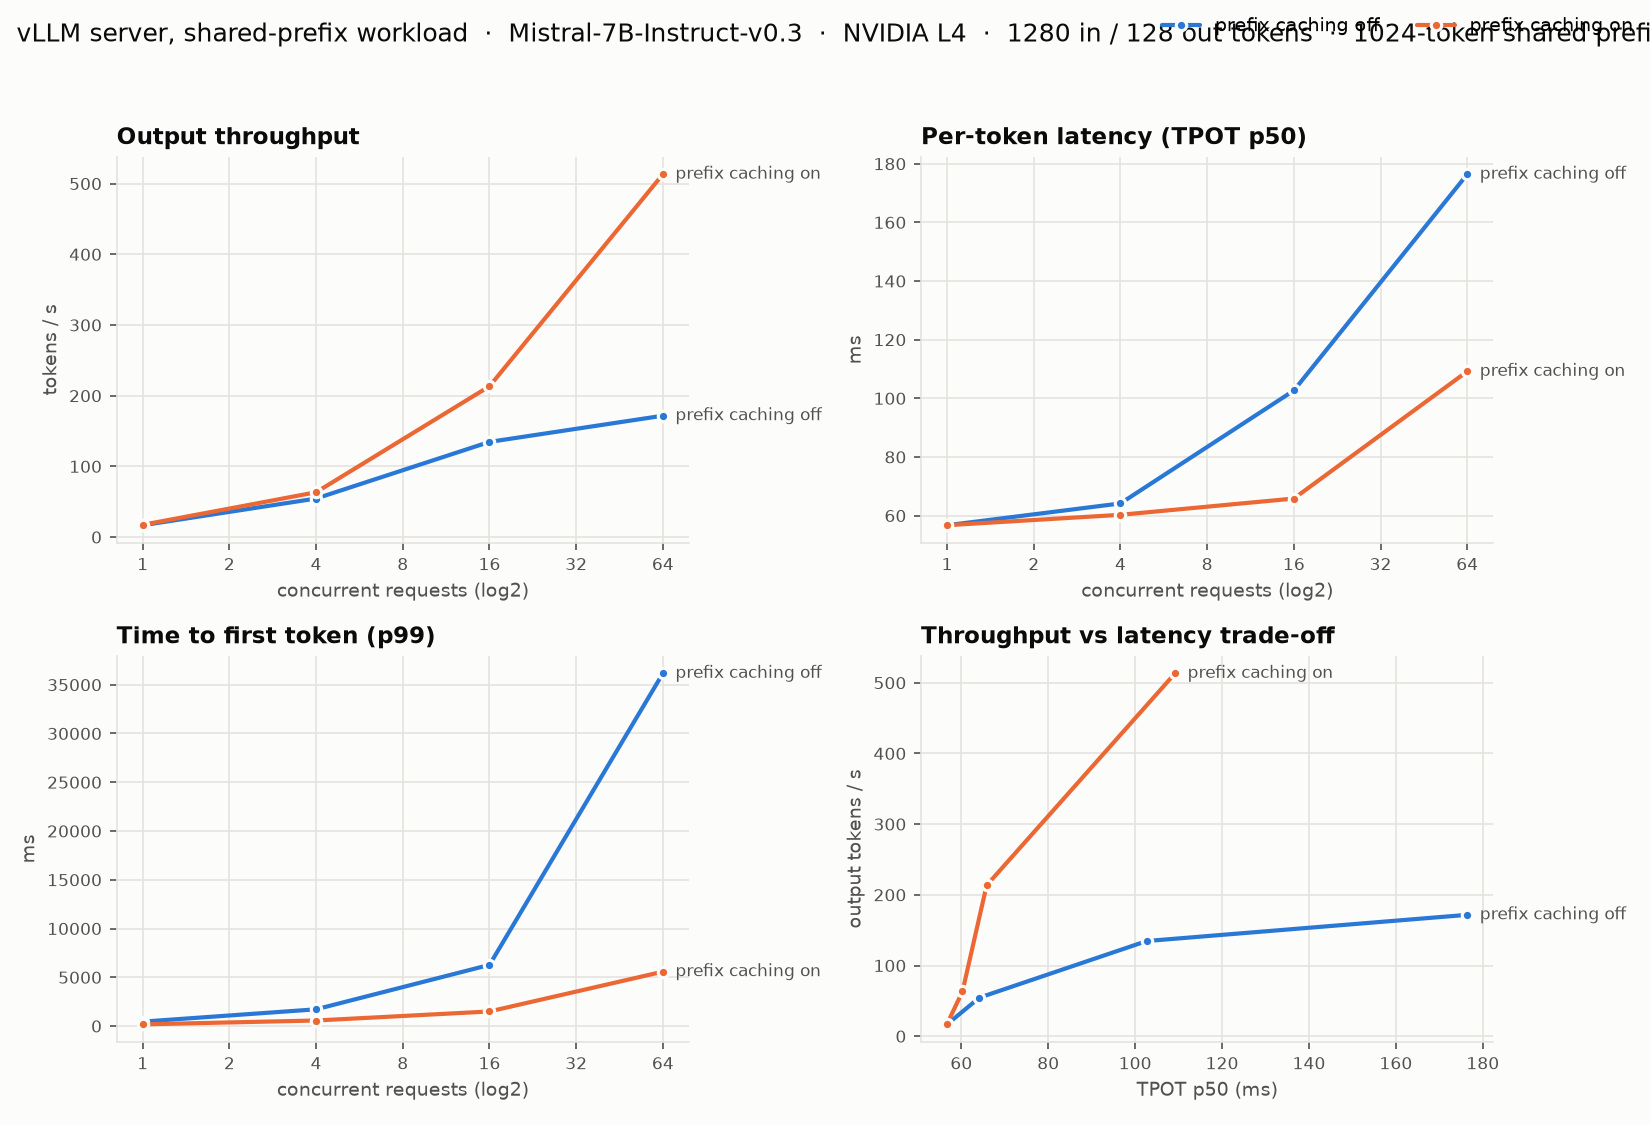 vLLM server, shared-prefix workload · Mistral-7B-Instruct-v0.3 · NVIDIA L4 · 1280 in / 128 out tokens · 1024-token shared prefi
prefix caching off
prefix caching on
Output throughput
tokens / s
500
400
300
200
100
0
prefix caching on
prefix caching off
1 2 4 8 16 32 64
concurrent requests (log2)
Per-token latency (TPOT p50)
ms
180
160
140
120
100
80
60
prefix caching off
prefix caching on
1 2 4 8 16 32 64
concurrent requests (log2)
Time to first token (p99)
ms
35000
30000
25000
20000
15000
10000
5000
0
prefix caching off
prefix caching on
1 2 4 8 16 32 64
concurrent requests (log2)
Throughput vs latency trade-off
output tokens / s
500
400
300
200
100
0
prefix caching on
prefix caching off
60 80 100 120 140 160 180
TPOT p50 (ms)